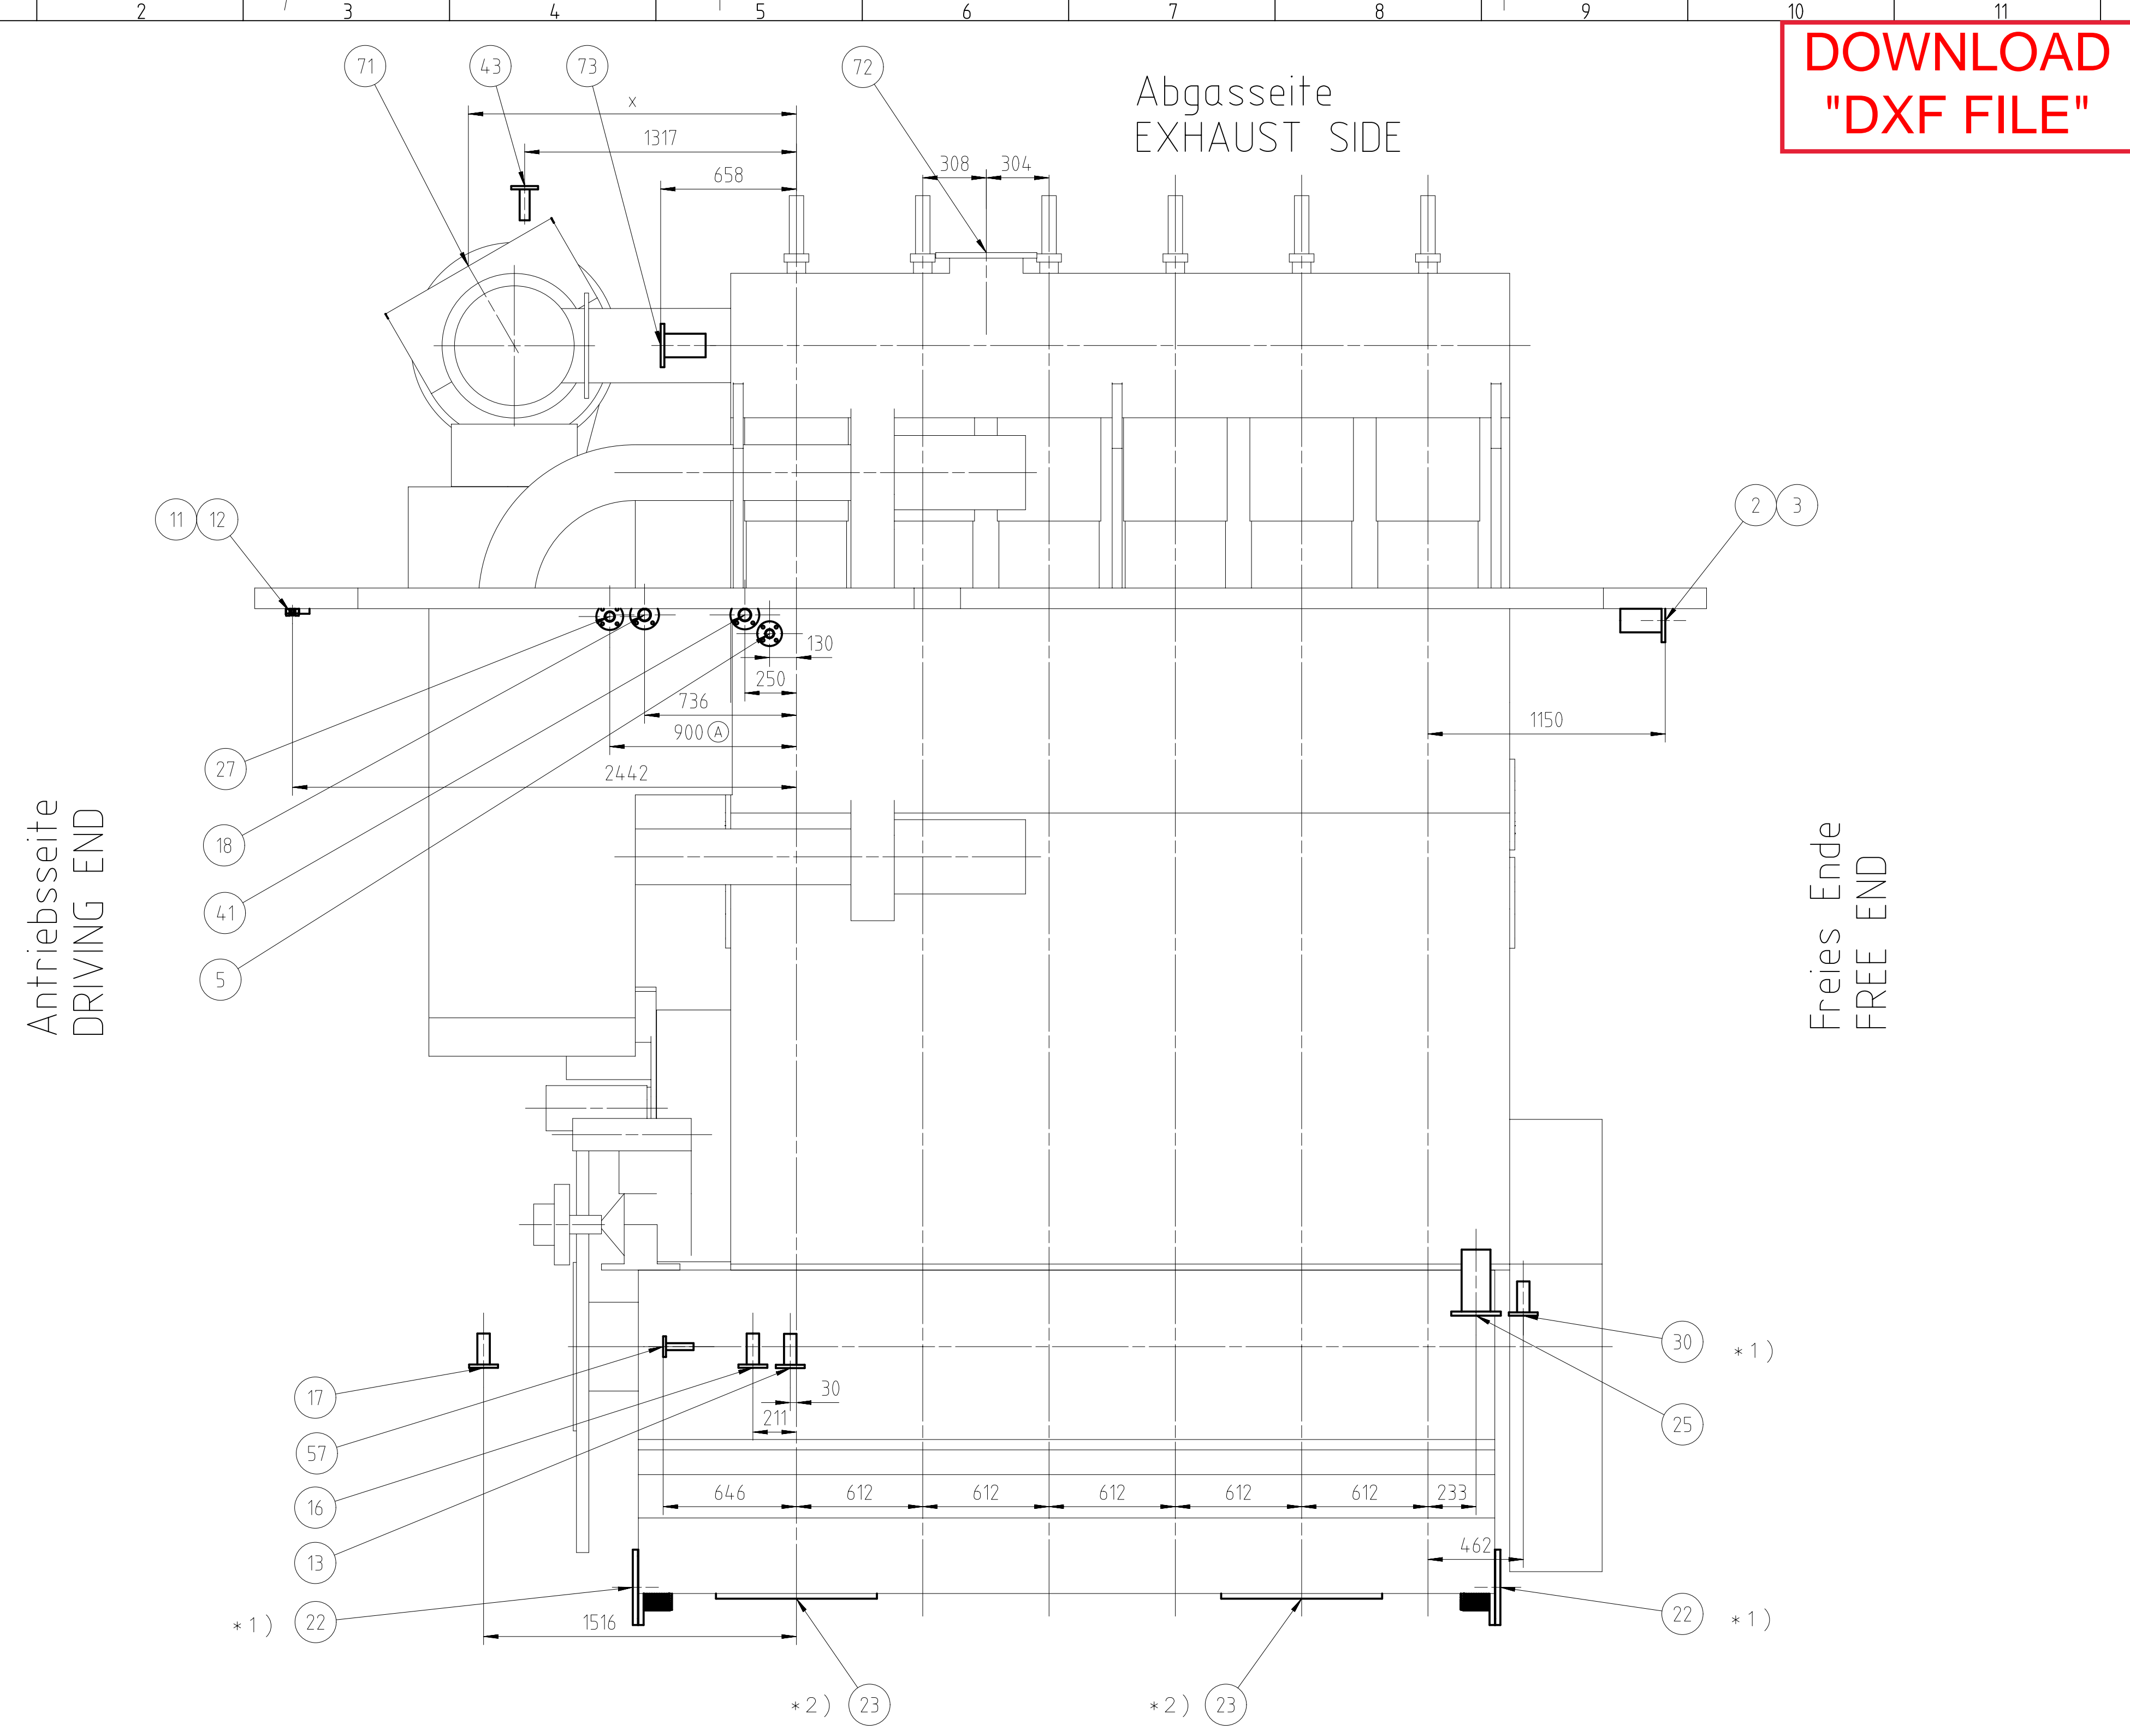 2 3 4 5 6 7 8 9 10 11
DOWNLOAD
"DXF FILE"
71 43 73 72
Abgasseite
EXHAUST SIDE
x
1317
658
308 304
11 12
2 3
130
250
736
900 A
2442
1150
27
18
41
5
Antriebsseite
DRIVING END
Freies Ende
FREE END
30 *1)
17
30
211
25
57
16
646 612 612 612 612 612 233
13
462
*1) 22
1516
22 *1)
*2) 23
*2) 23